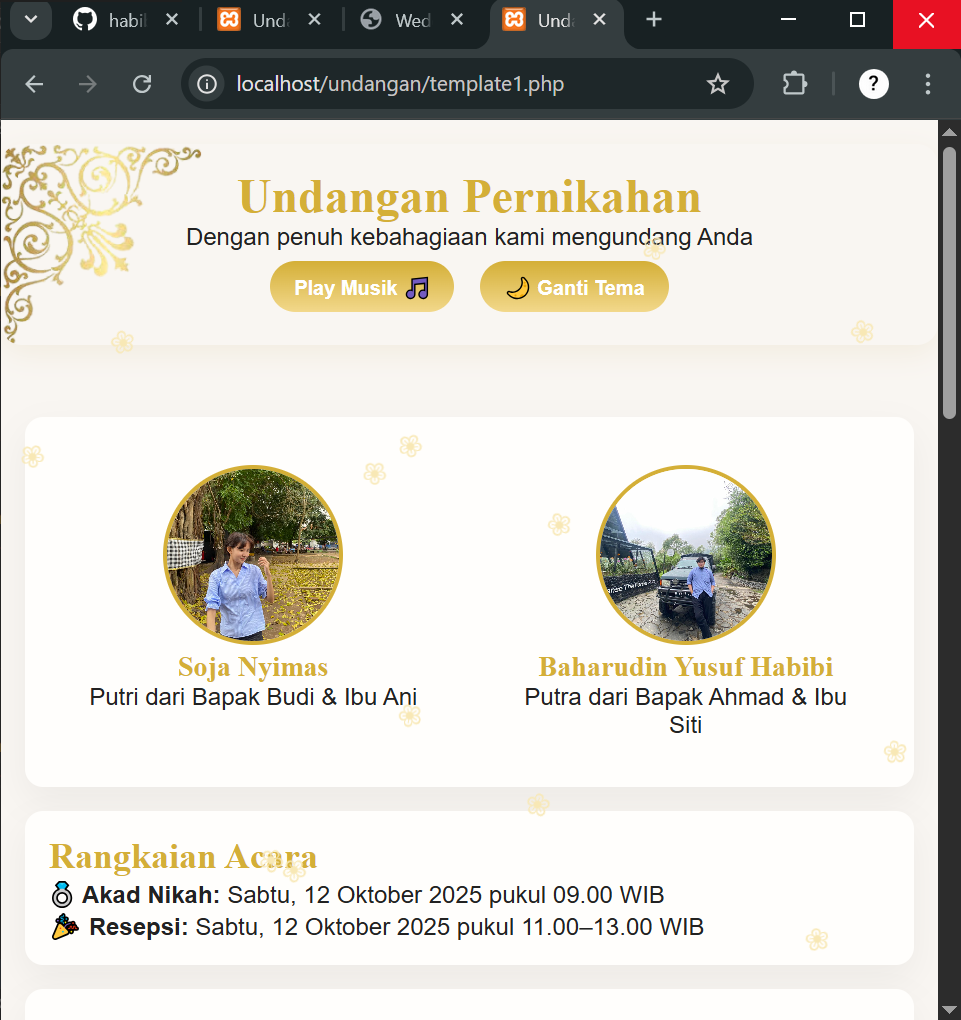 habil
Und
Wed
Und
localhost/undangan/template1.php
Undangan Pernikahan
Dengan penuh kebahagiaan kami mengundang Anda
Play Musik 🎵
🌙 Ganti Tema
Soja Nyimas
Putri dari Bapak Budi & Ibu Ani
Baharudin Yusuf Habibi
Putra dari Bapak Ahmad & Ibu
Siti
Rangkaian Acara
💍 Akad Nikah: Sabtu, 12 Oktober 2025 pukul 09.00 WIB
🎉 Resepsi: Sabtu, 12 Oktober 2025 pukul 11.00–13.00 WIB